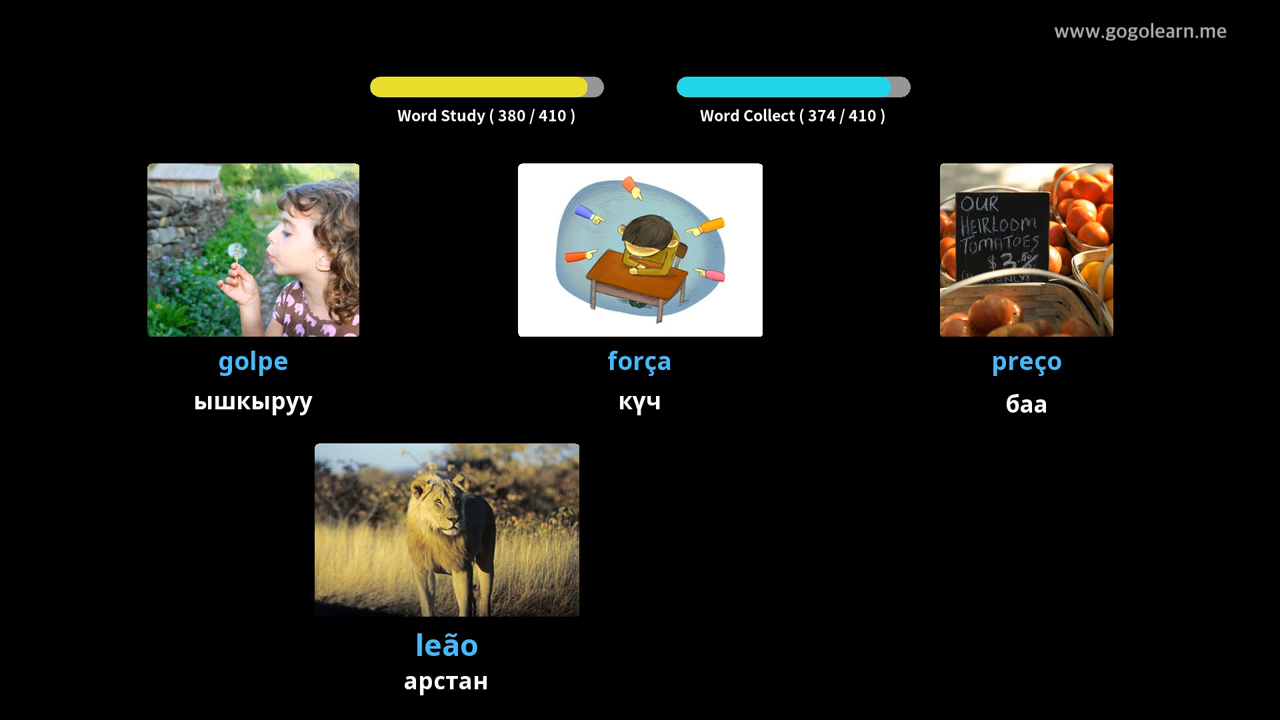 www.gogolearn.me
Word Study ( 380 / 410 )
Word Collect ( 374 / 410 )
OUR
HEIRLOOM
TOMATOES
golpe
ышкыруу
força
күч
preço
баа
leão
арстан